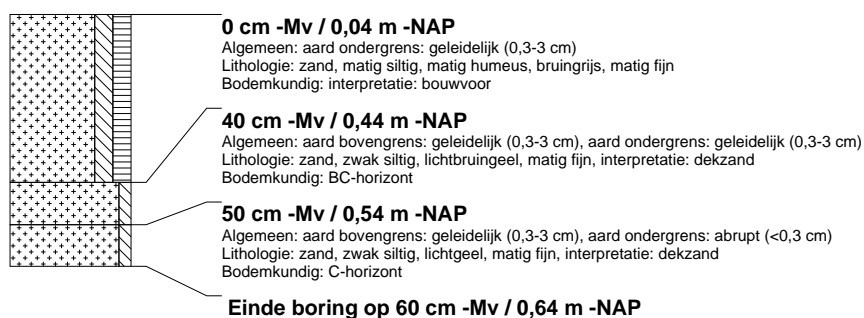 0 cm -Mv / 0,04 m -NAP
Algemeen: aard ondergrens: geleidelijk (0,3-3 cm)
Lithologie: zand, matig siltig, matig humeus, bruingrijs, matig fijn
Bodemkundig: interpretatie: bouwvoor
40 cm -Mv / 0,44 m -NAP
Algemeen: aard bovengrens: geleidelijk (0,3-3 cm), aard ondergrens: geleidelijk (0,3-3 cm)
Lithologie: zand, zwak siltig, lichtbruingeel, matig fijn, interpretatie: dekzand
Bodemkundig: BC-horizont
50 cm -Mv / 0,54 m -NAP
Algemeen: aard bovengrens: geleidelijk (0,3-3 cm), aard ondergrens: abrupt (<0,3 cm)
Lithologie: zand, zwak siltig, lichtgeel, matig fijn, interpretatie: dekzand
Bodemkundig: C-horizont
Einde boring op 60 cm -Mv / 0,64 m -NAP